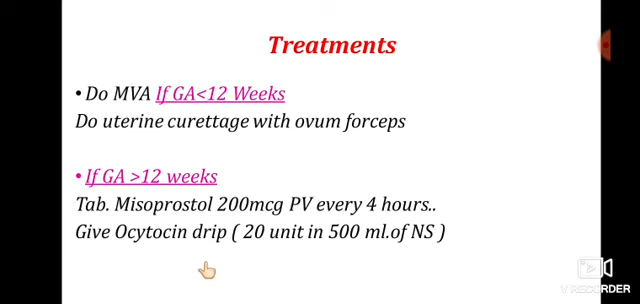 Treatments
• Do MVA If GA<12 Weeks
Do uterine curettage with ovum forceps
• If GA >12 weeks
Tab. Misoprostol 200mcg PV every 4 hours..
Give Ocytocin drip ( 20 unit in 500 ml.of NS )
V RECORDER